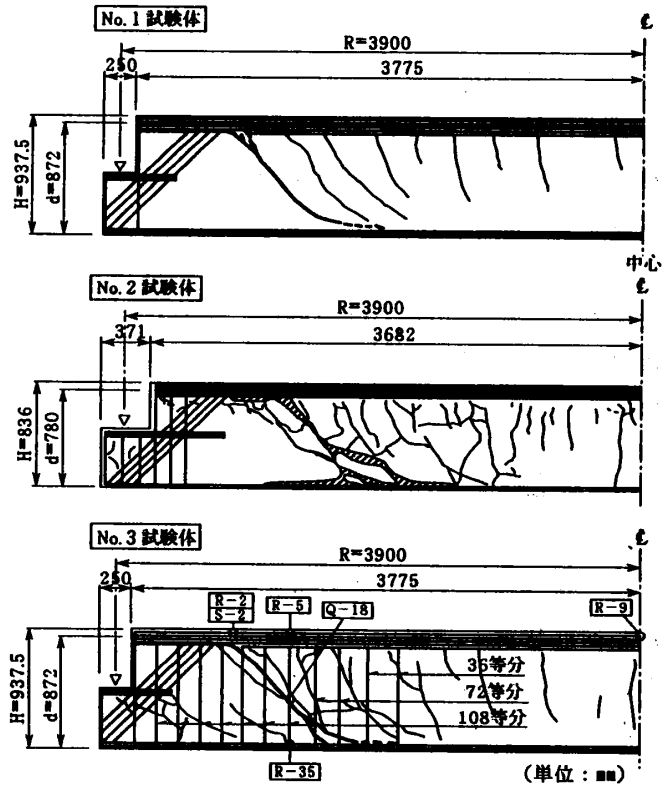 No.1試験体
℄
R=3900
250
3775
H=937.5
d=872
中心
No.2試験体
℄
R=3900
371
3682
H=836
d=780
No.3試験体
℄
R=3900
250
3775
R-2
S-2
R-5
Q-18
R-9
H=937.5
d=872
36等分
72等分
108等分
R-35
(単位:mm)